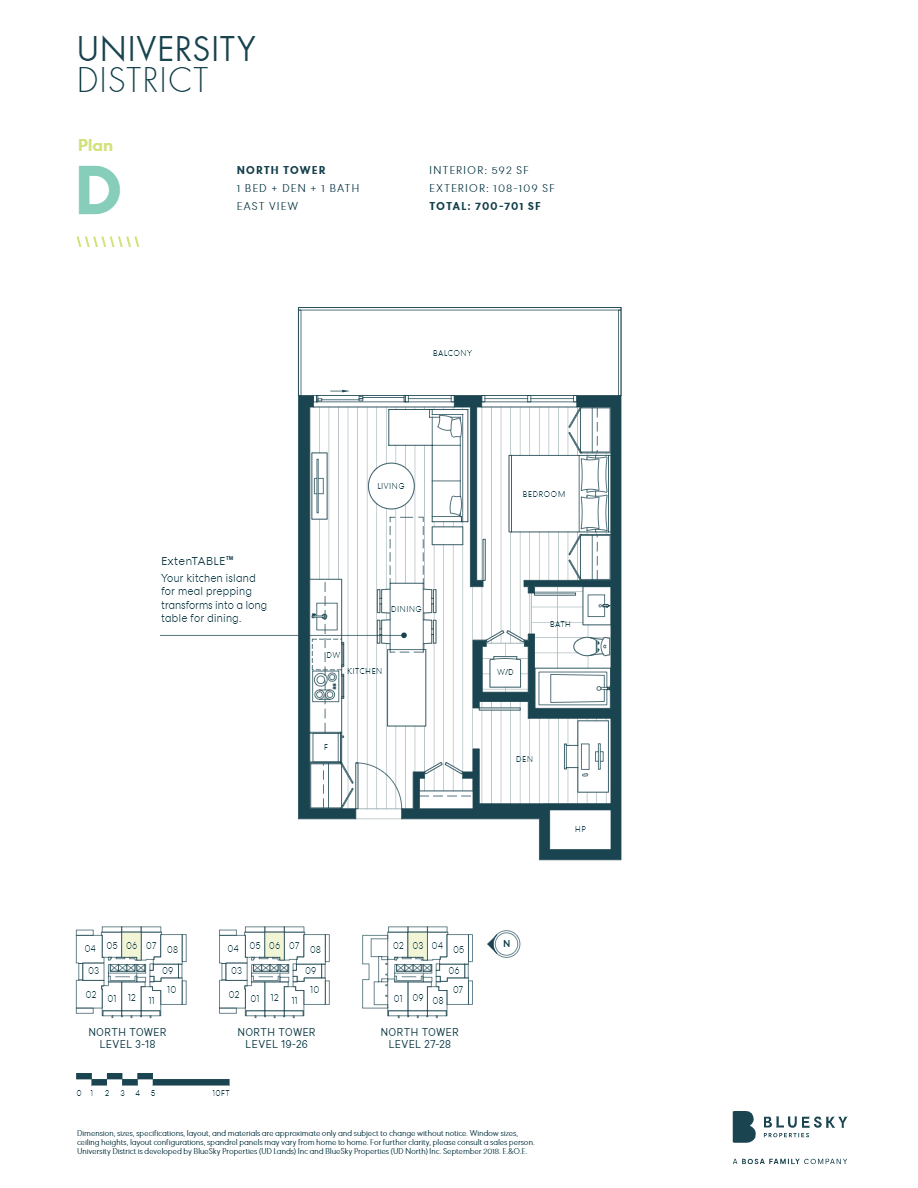 UNIVERSITY
DISTRICT
Plan
D
NORTH TOWER
1 BED + DEN + 1 BATH
EAST VIEW
INTERIOR: 592 SF
EXTERIOR: 108-109 SF
TOTAL: 700-701 SF
BALCONY
LIVING
BEDROOM
ExtenTABLE™
Your kitchen island
for meal prepping
transforms into a long
table for dining.
DINING
BATH
DW
KITCHEN
W/D
F
DEN
HP
04 05 06 07 08
03 09
02 01 12 11 10
NORTH TOWER
LEVEL 3-18
04 05 06 07 08
03 09
02 01 12 11 10
NORTH TOWER
LEVEL 19-26
02 03 04 05
06
01 09 08 07
NORTH TOWER
LEVEL 27-28
N
0 1 2 3 4 5 10FT
Dimension, sizes, specifications, layout, and materials are approximate only and subject to change without notice. Window sizes,
ceiling heights, layout configurations, spandrel panels may vary from home to home. For further clarity, please consult a sales person.
University District is developed by BlueSky Properties (UD Lands) Inc and BlueSky Properties (UD North) Inc. September 2018. E.&O.E.
BLUESKY
PROPERTIES
A BOSA FAMILY COMPANY